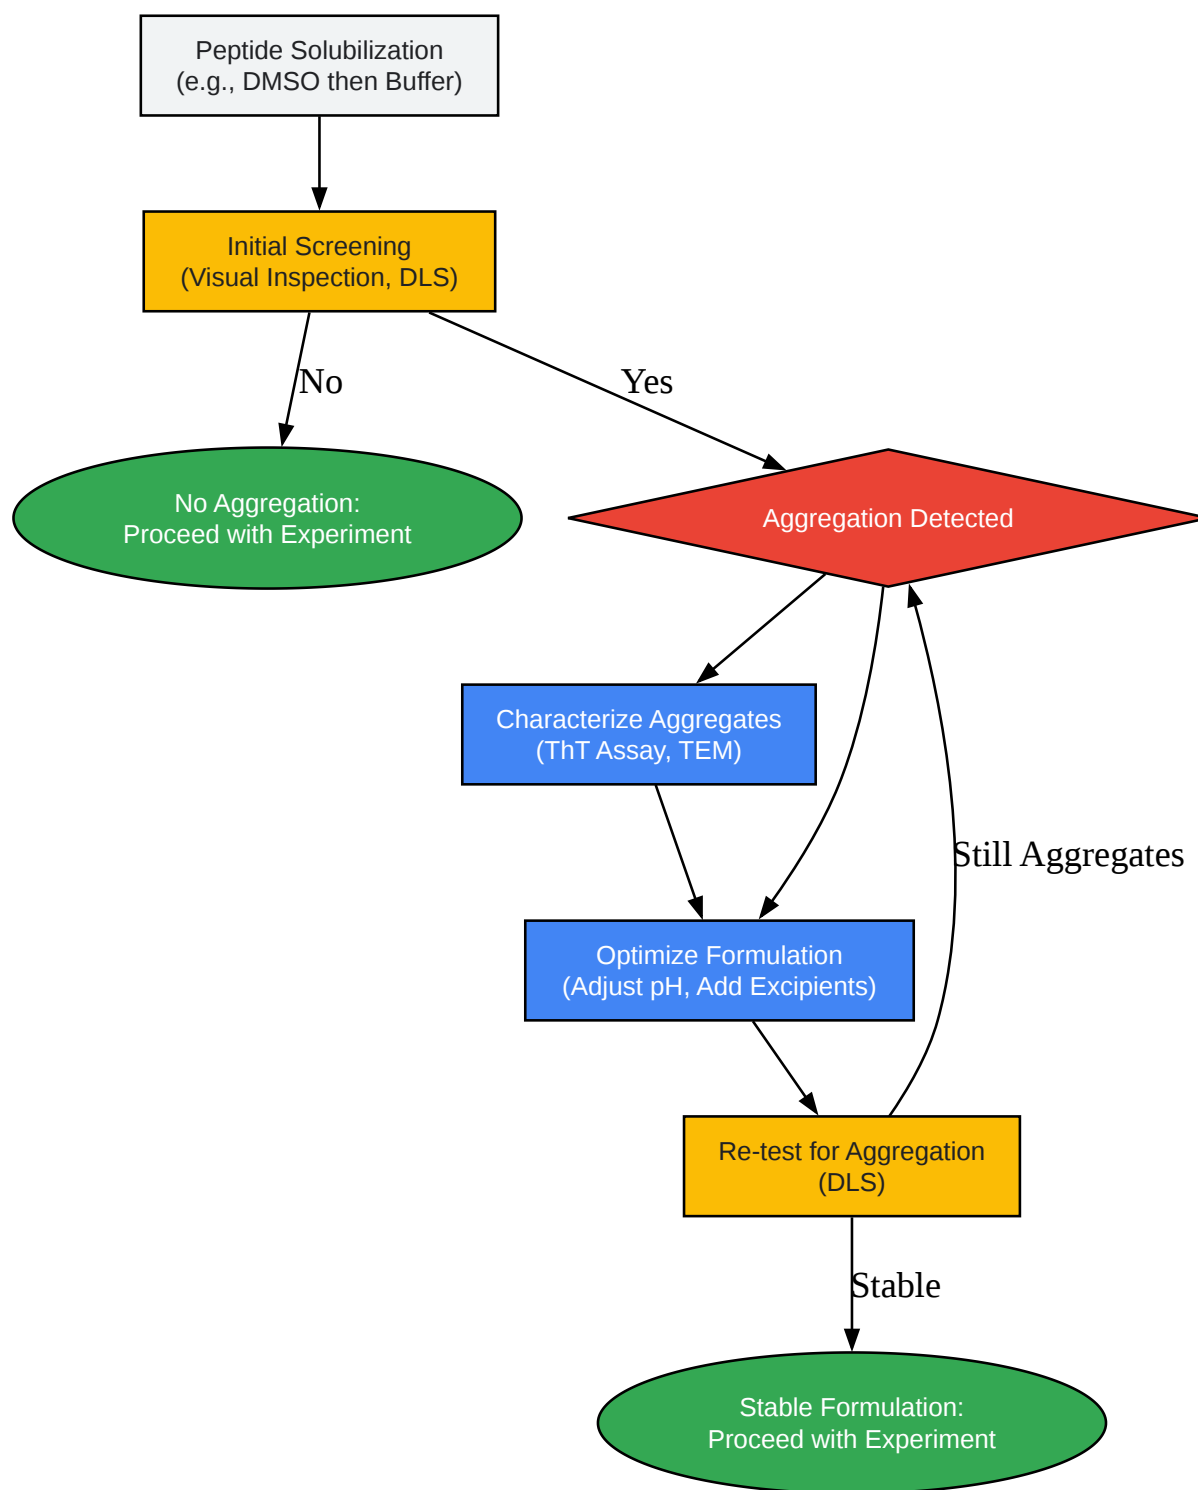 Peptide Solubilization
(e.g., DMSO then Buffer)
Initial Screening
(Visual Inspection, DLS)
No
Yes
No Aggregation:
Proceed with Experiment
Aggregation Detected
Characterize Aggregates
(ThT Assay, TEM)
Still Aggregates
Optimize Formulation
(Adjust pH, Add Excipients)
Re-test for Aggregation
(DLS)
Stable
Stable Formulation:
Proceed with Experiment